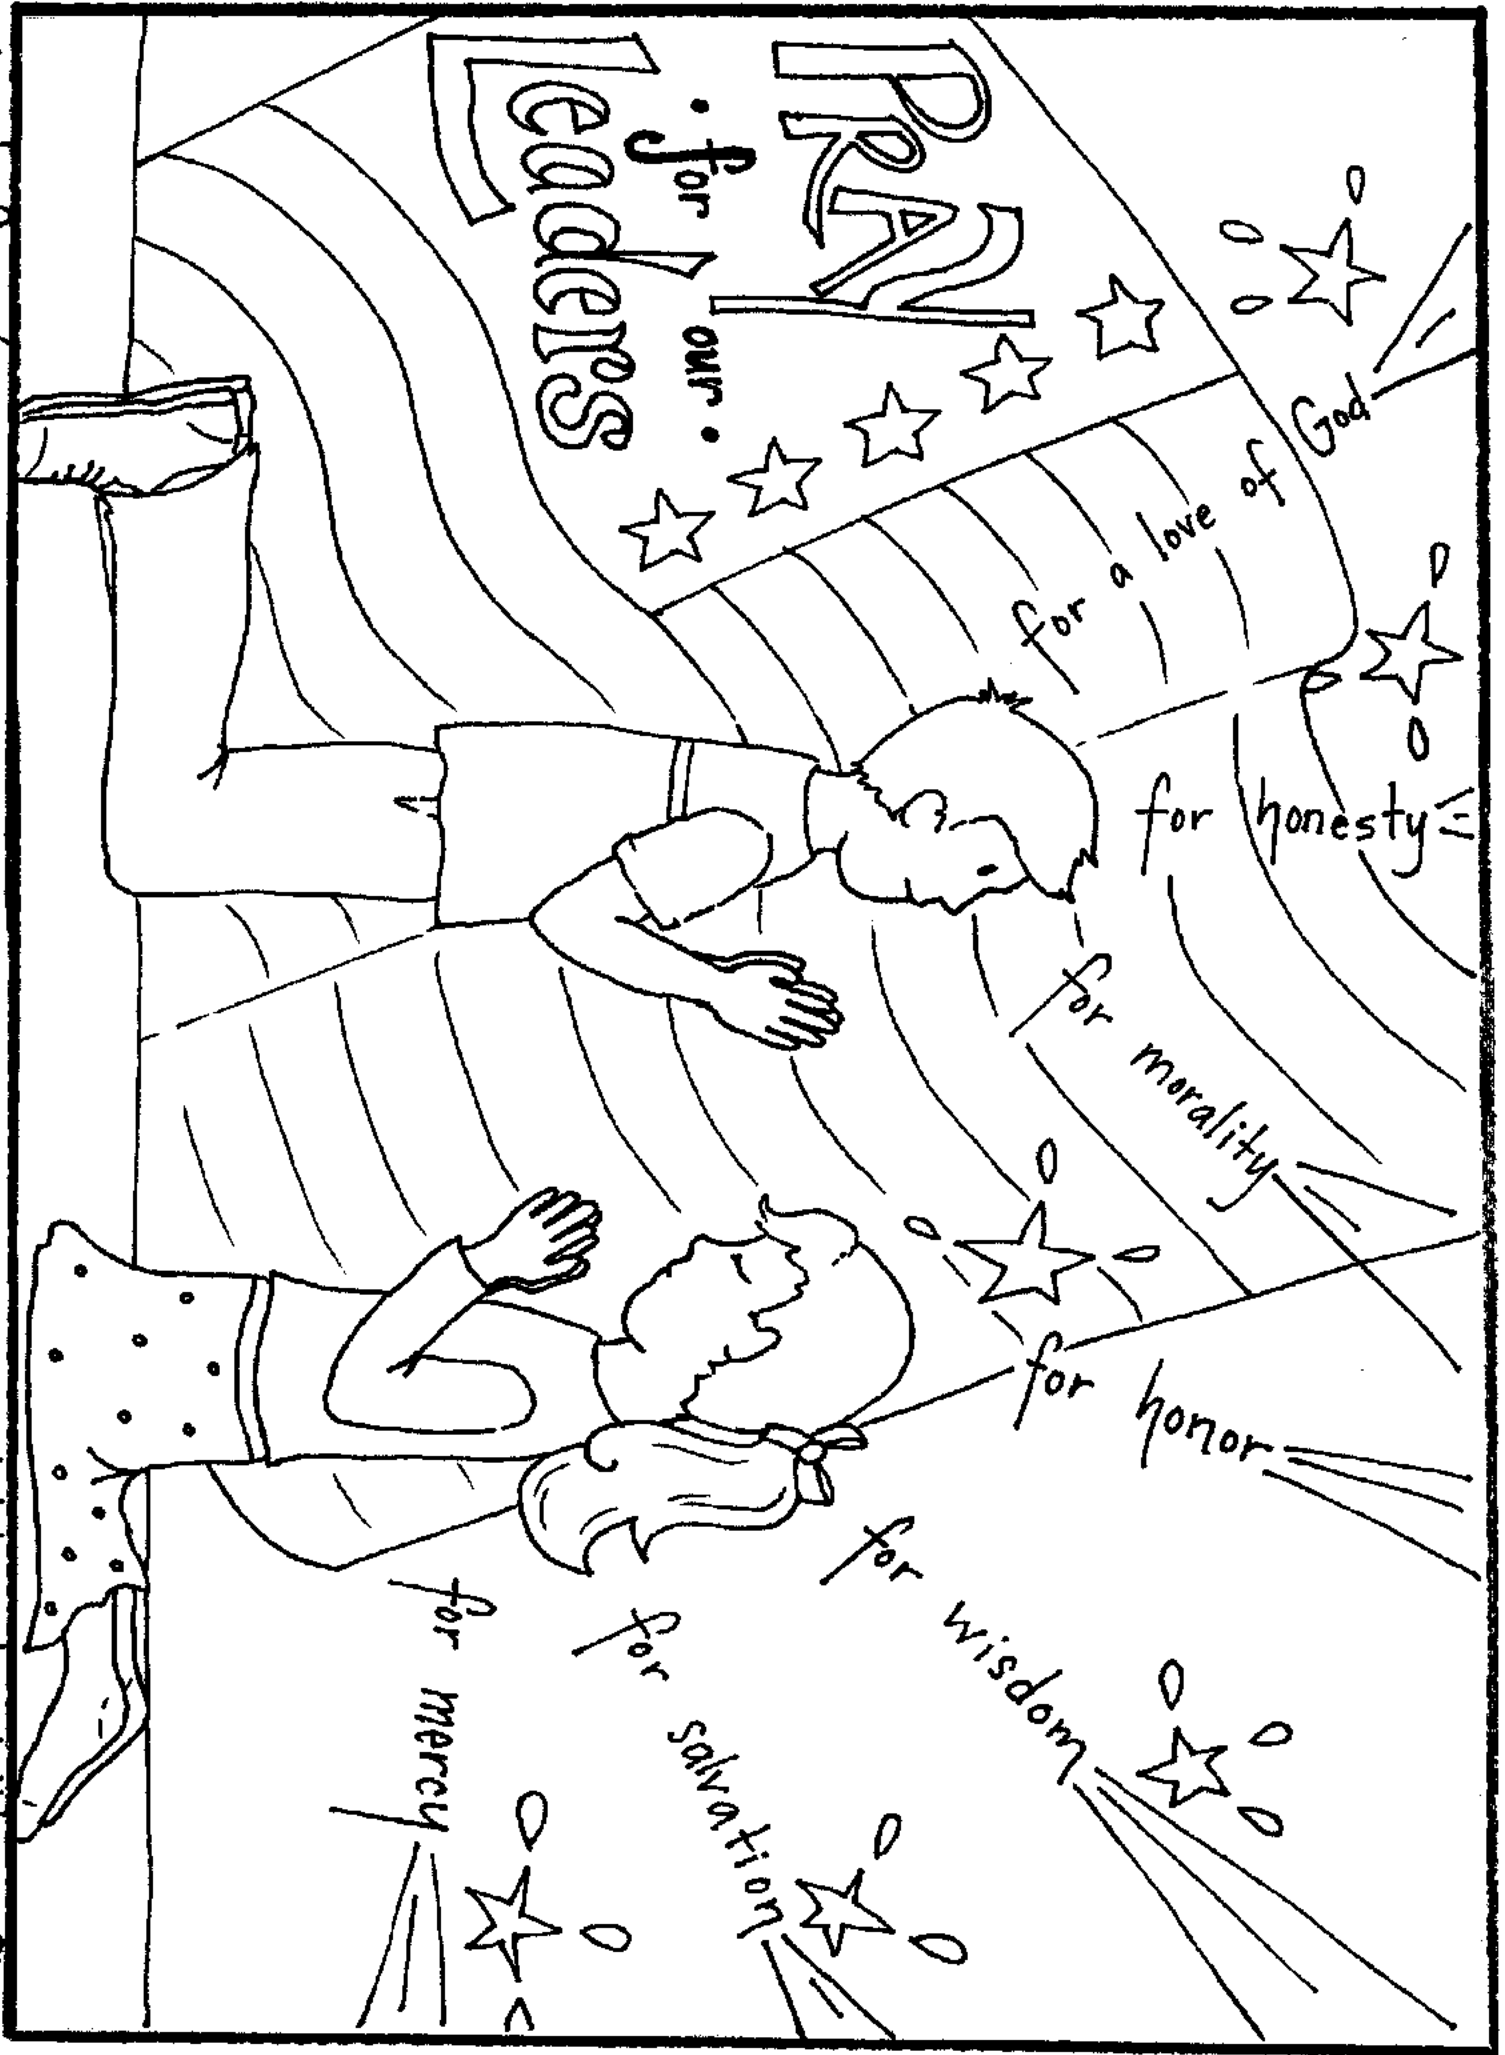 PRAY
• for our •
Leaders
for a love of God
for honesty
for morality
for honor
for wisdom
for salvation
for mercy